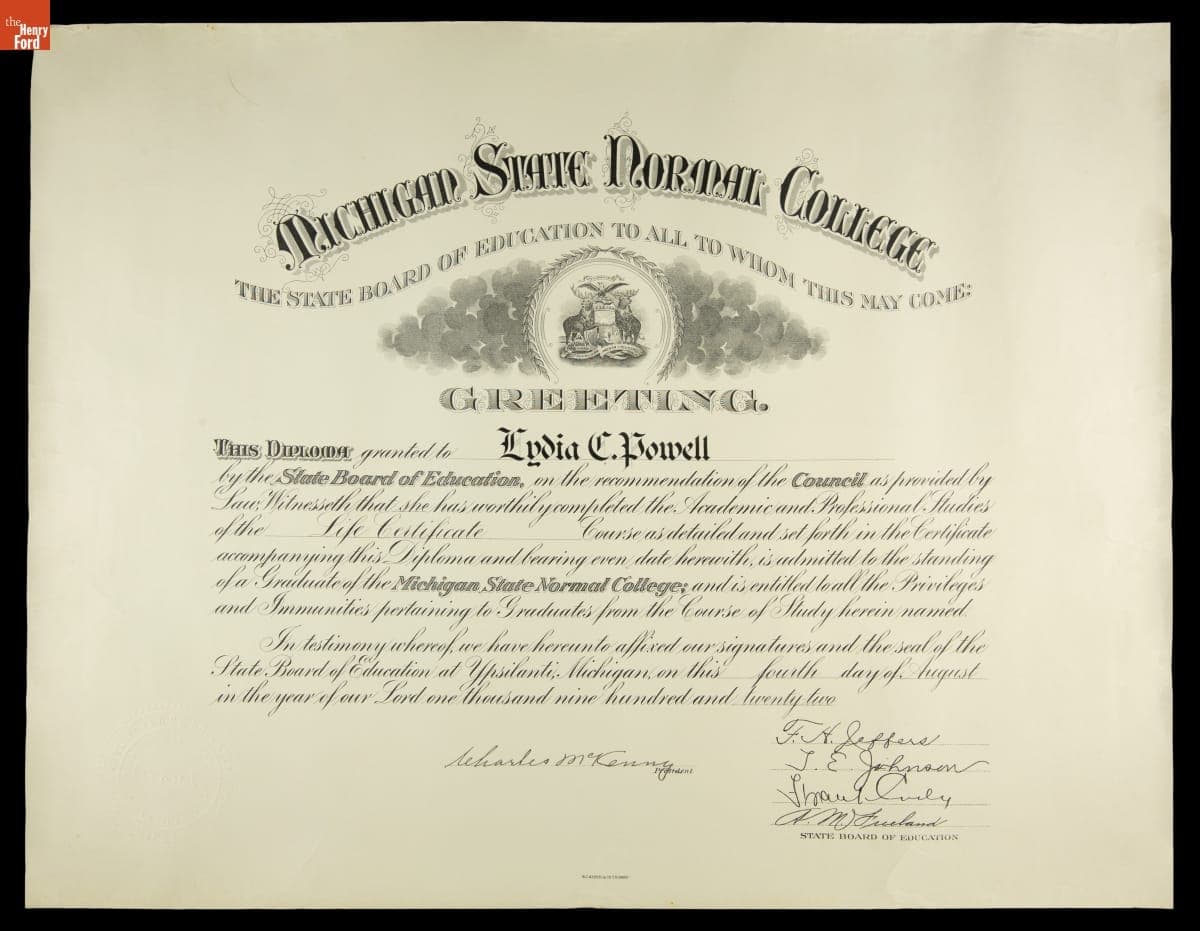 the
Henry
Ford
MICHIGAN STATE NORMAL COLLEGE
THE STATE BOARD OF EDUCATION TO ALL TO WHOM THIS MAY COME:
GREETING.
THIS DIPLOMA granted to Lydia C. Powell
by the State Board of Education, on the recommendation of the Council as provided by
Law, Witnesseth that she has worthily completed the Academic and Professional Studies
of the Life Certificate Course as detailed and set forth in the Certificate
accompanying this Diploma and bearing even date herewith, is admitted to the standing
of a Graduate of the Michigan State Normal College; and is entitled to all the Privileges
and Immunities pertaining to Graduates from the Course of Study herein named.
In testimony whereof, we have hereunto affixed our signatures and the seal of the
State Board of Education at Ypsilanti, Michigan, on this fourth day of August
in the year of our Lord one thousand nine hundred and twenty two
F. H. Jeffers
Charles McKenny
President
T. E. Johnson
Frank Cody
A. M. Freeland
STATE BOARD OF EDUCATION